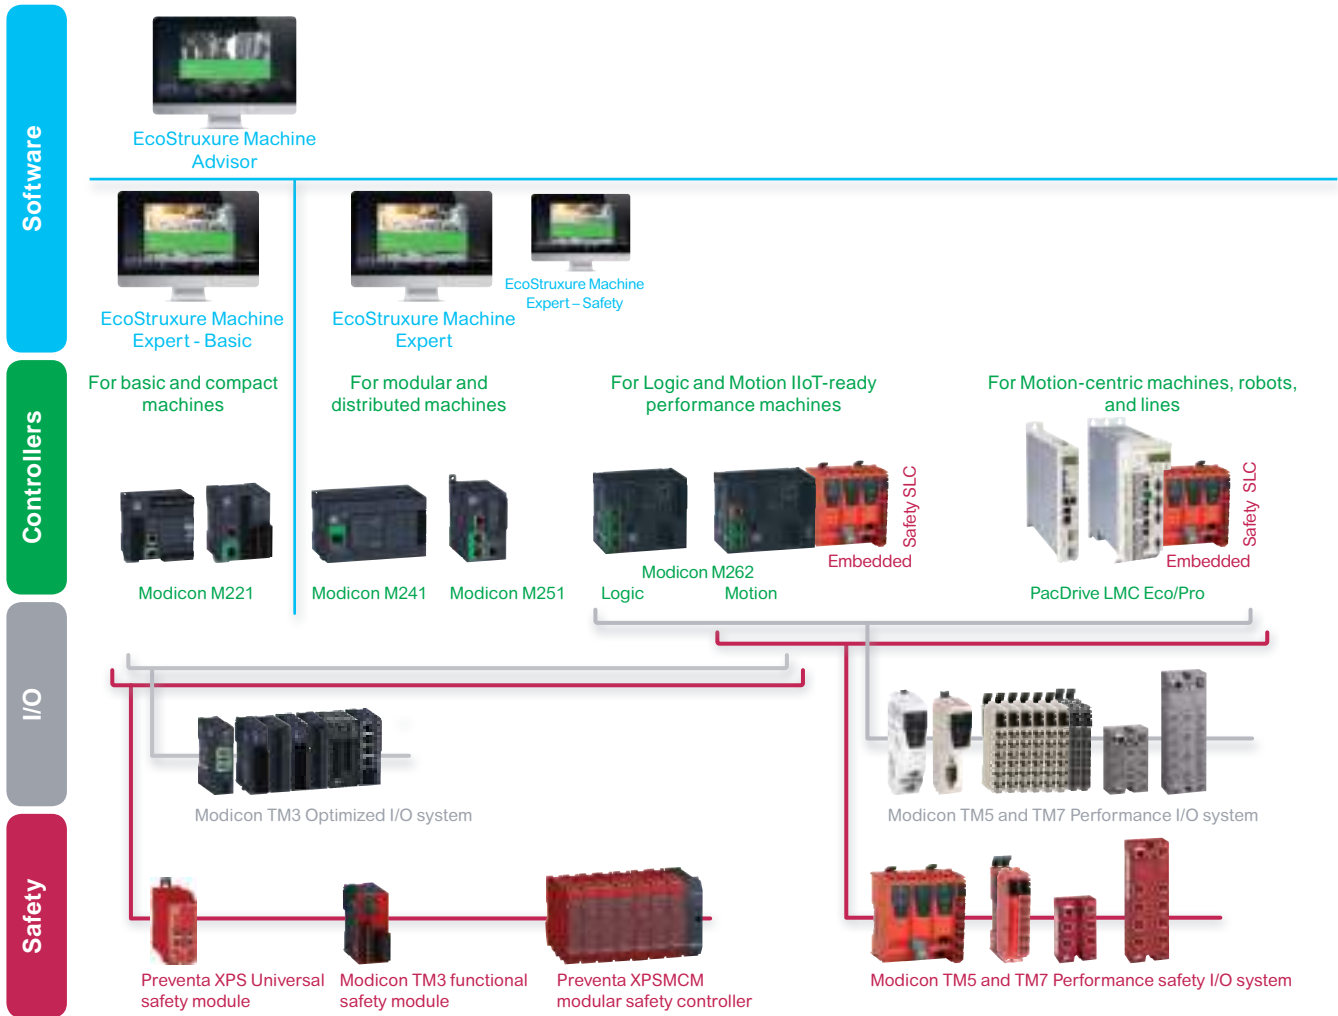 Software
EcoStruxure Machine
Advisor
EcoStruxure Machine
Expert - Basic
EcoStruxure Machine
Expert
EcoStruxure Machine
Expert – Safety
Controllers
For basic and compact
machines
For modular and
distributed machines
For Logic and Motion IIoT-ready
performance machines
For Motion-centric machines, robots,
and lines
Safety SLC
Embedded
Safety SLC
Embedded
Modicon M221
Modicon M241
Modicon M251
Modicon M262
Logic
Motion
PacDrive LMC Eco/Pro
I/O
Modicon TM3 Optimized I/O system
Modicon TM5 and TM7 Performance I/O system
Safety
Preventa XPS Universal
safety module
Modicon TM3 functional
safety module
Preventa XPSMCM
modular safety controller
Modicon TM5 and TM7 Performance safety I/O system